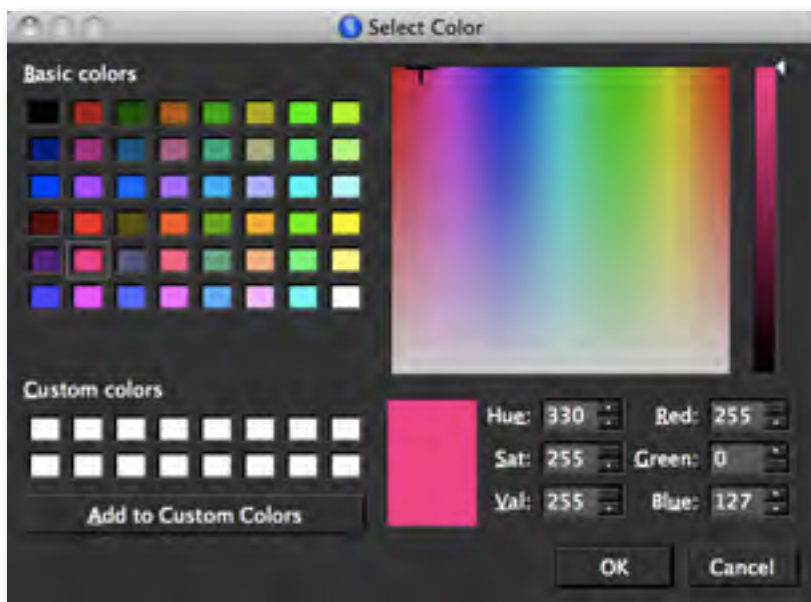 Select Color
Basic colors
Custom colors
Add to Custom Colors
Hue: 330 Red: 255
Sat: 255 Green: 0
Val: 255 Blue: 127
OK Cancel